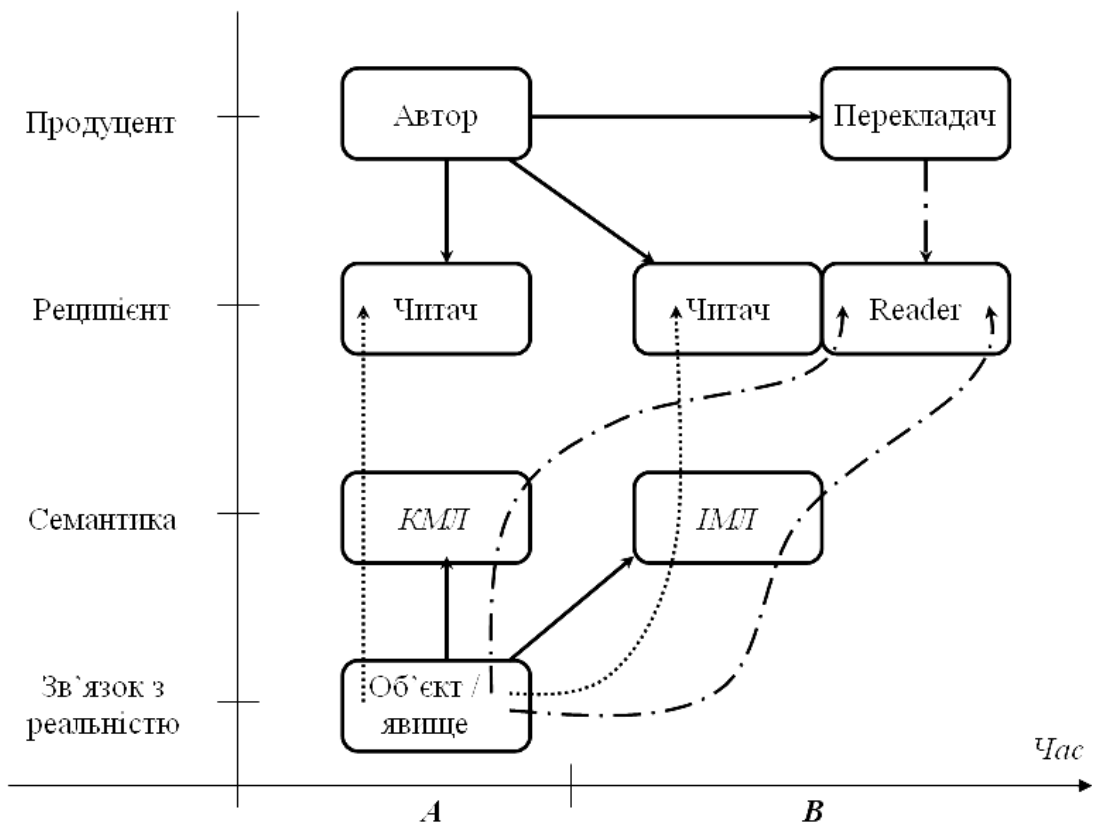 Продуцент
Автор
Перекладач
Реципієнт
Читач
Читач
Reader
Семантика
КМЛ
ІМЛ
Зв`язок з
реальністю
Об`єкт /
явище
Час
A
B